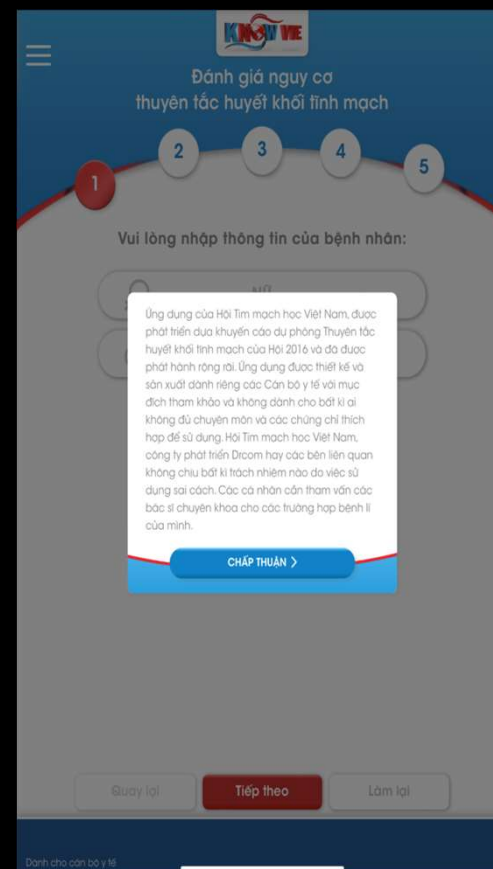 KNOW VTE
Đánh giá nguy cơ
thuyên tắc huyết khối tĩnh mạch
1
2
3
4
5
Vui lòng nhập thông tin của bệnh nhân:
NỮ
Ứng dụng của Hội Tim mạch học Việt Nam, được
phát triển dựa khuyến cáo dự phòng Thuyên tắc
huyết khối tĩnh mạch của Hội 2016 và đã được
phát hành rộng rãi. Ứng dụng được thiết kế và
sản xuất dành riêng các Cán bộ y tế với mục
đích tham khảo và không dành cho bất kì ai
không đủ chuyên môn và các chứng chỉ thích
hợp để sử dụng. Hội Tim mạch học Việt Nam,
công ty phát triển Drcom hay các bên liên quan
không chịu bất kì trách nhiệm nào do việc sử
dụng sai cách. Các cá nhân cần tham vấn các
bác sĩ chuyên khoa cho các trường hợp bệnh lí
của mình.
CHẤP THUẬN >
Quay lại
Tiếp theo
Làm lại
Dành cho cán bộ y tế